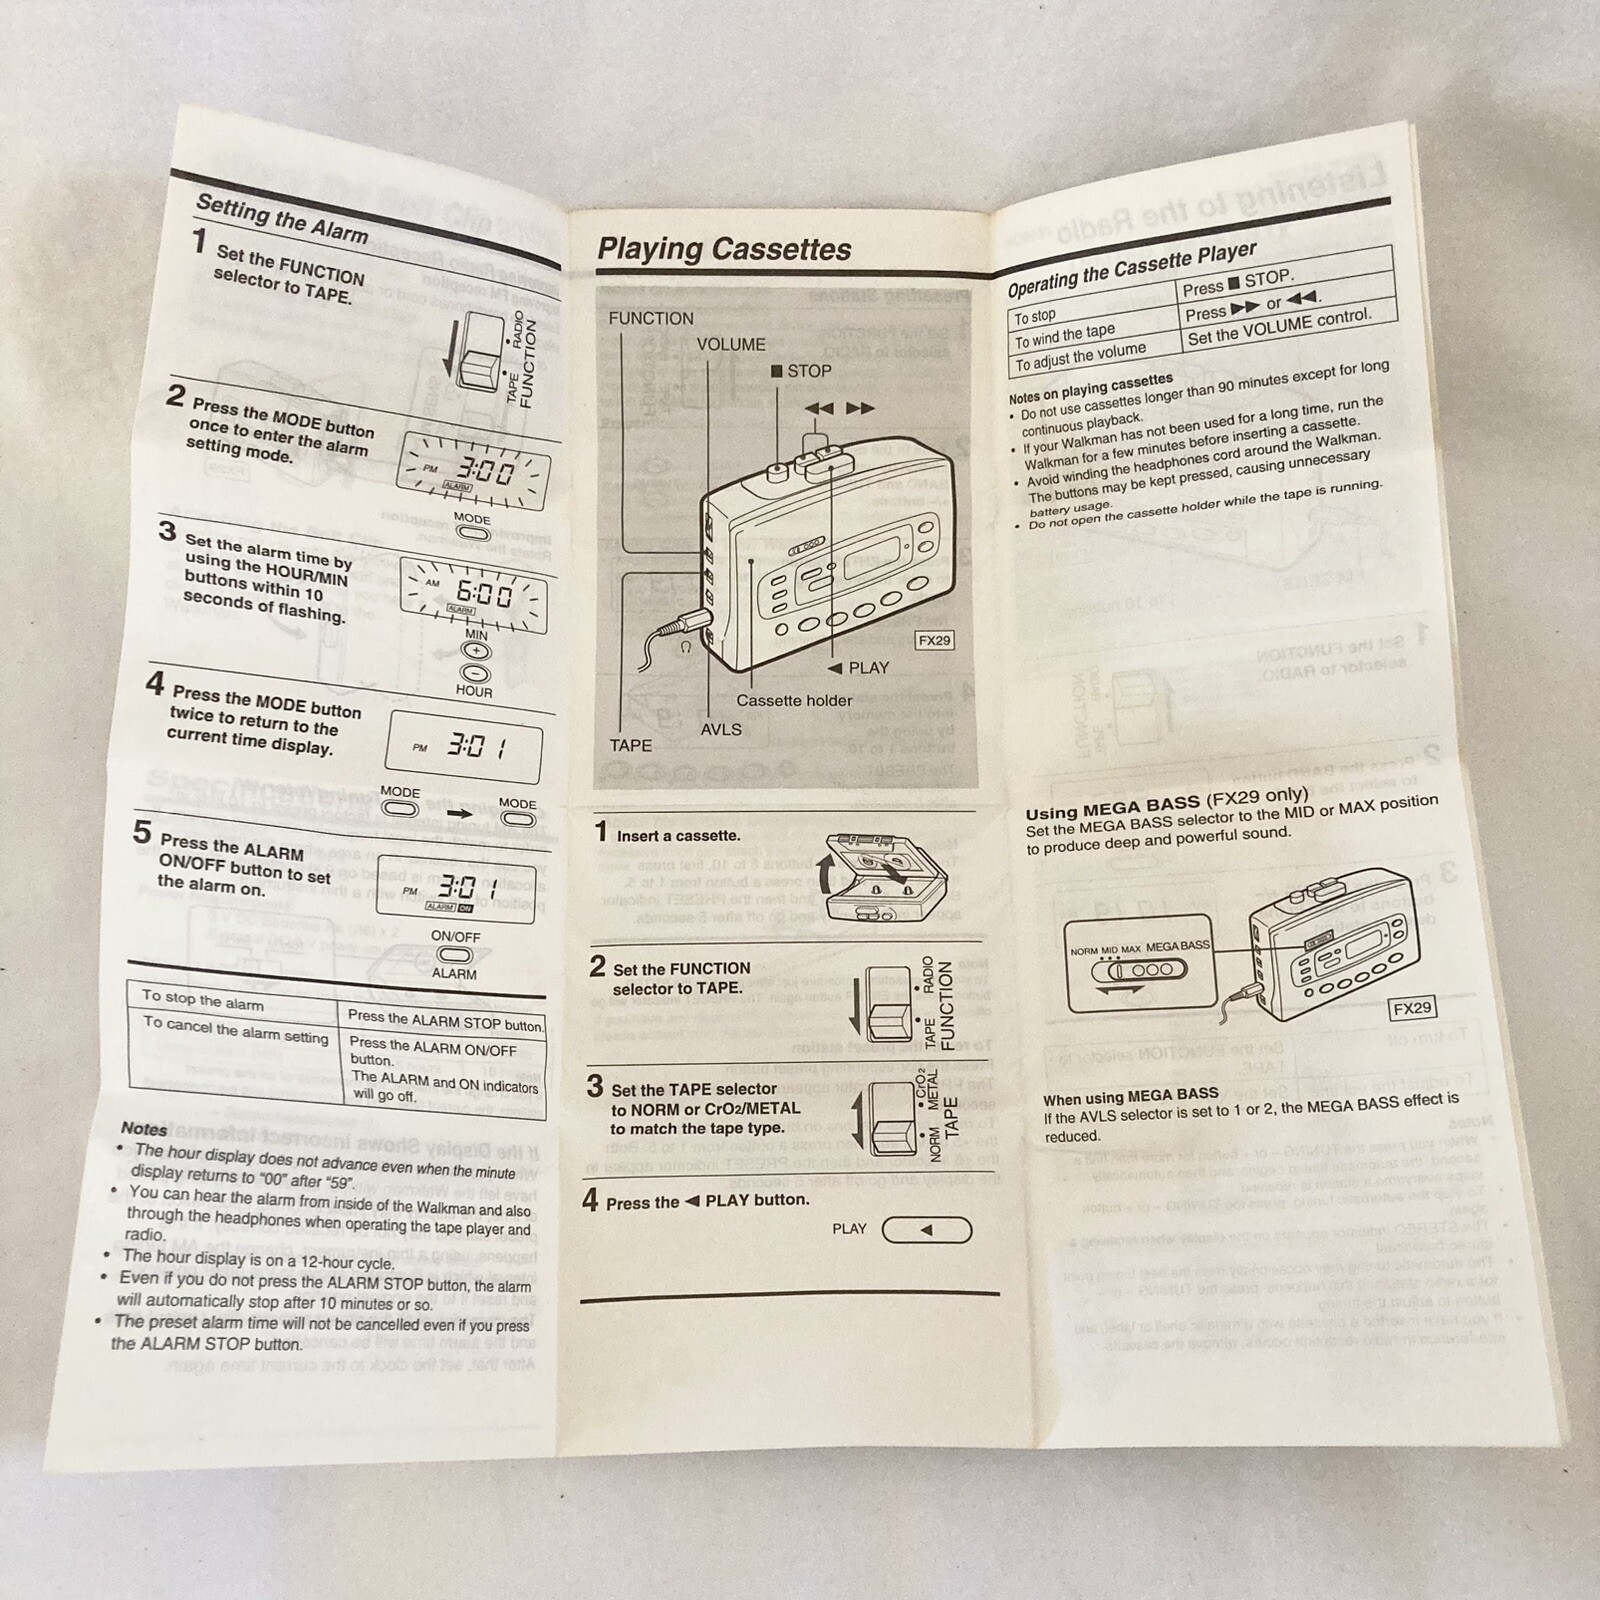 Setting the Alarm
1 Set the FUNCTION
selector to TAPE.
TAPE RADIO
FUNCTION
2 Press the MODE button
once to enter the alarm
setting mode.
PM 3:00
ALARM
MODE
3 Set the alarm time by
using the HOUR/MIN
buttons within 10
seconds of flashing.
AM 6:00
ALARM
MIN
+
−
HOUR
4 Press the MODE button
twice to return to the
current time display.
PM 3:01
MODE → MODE
5 Press the ALARM
ON/OFF button to set
the alarm on.
PM 3:01
ALARM ON
ON/OFF
ALARM
To stop the alarm
Press the ALARM STOP button.
To cancel the alarm setting
Press the ALARM ON/OFF
button.
The ALARM and ON indicators
will go off.
Notes
• The hour display does not advance even when the minute
display returns to “00” after “59”.
• You can hear the alarm from inside of the Walkman and also
through the headphones when operating the tape player and
radio.
• The hour display is on a 12-hour cycle.
• Even if you do not press the ALARM STOP button, the alarm
will automatically stop after 10 minutes or so.
• The preset alarm time will not be cancelled even if you press
the ALARM STOP button.
Playing Cassettes
FUNCTION
VOLUME
■ STOP
◀◀ ▶▶
FX29
◀ PLAY
Cassette holder
AVLS
TAPE
1 Insert a cassette.
2 Set the FUNCTION
selector to TAPE.
TAPE RADIO
FUNCTION
3 Set the TAPE selector
to NORM or CrO2/METAL
to match the tape type.
NORM CrO2 METAL
TAPE
4 Press the ◀ PLAY button.
PLAY ◀
Operating the Cassette Player
To stop Press ■ STOP.
To wind the tape Press ▶▶ or ◀◀.
To adjust the volume Set the VOLUME control.
Notes on playing cassettes
• Do not use cassettes longer than 90 minutes except for long
continuous playback.
• If your Walkman has not been used for a long time, run the
Walkman for a few minutes before inserting a cassette.
• Avoid winding the headphones cord around the Walkman.
The buttons may be kept pressed, causing unnecessary
battery usage.
• Do not open the cassette holder while the tape is running.
Using MEGA BASS (FX29 only)
Set the MEGA BASS selector to the MID or MAX position
to produce deep and powerful sound.
NORM MID MAX MEGA BASS
FX29
When using MEGA BASS
If the AVLS selector is set to 1 or 2, the MEGA BASS effect is
reduced.